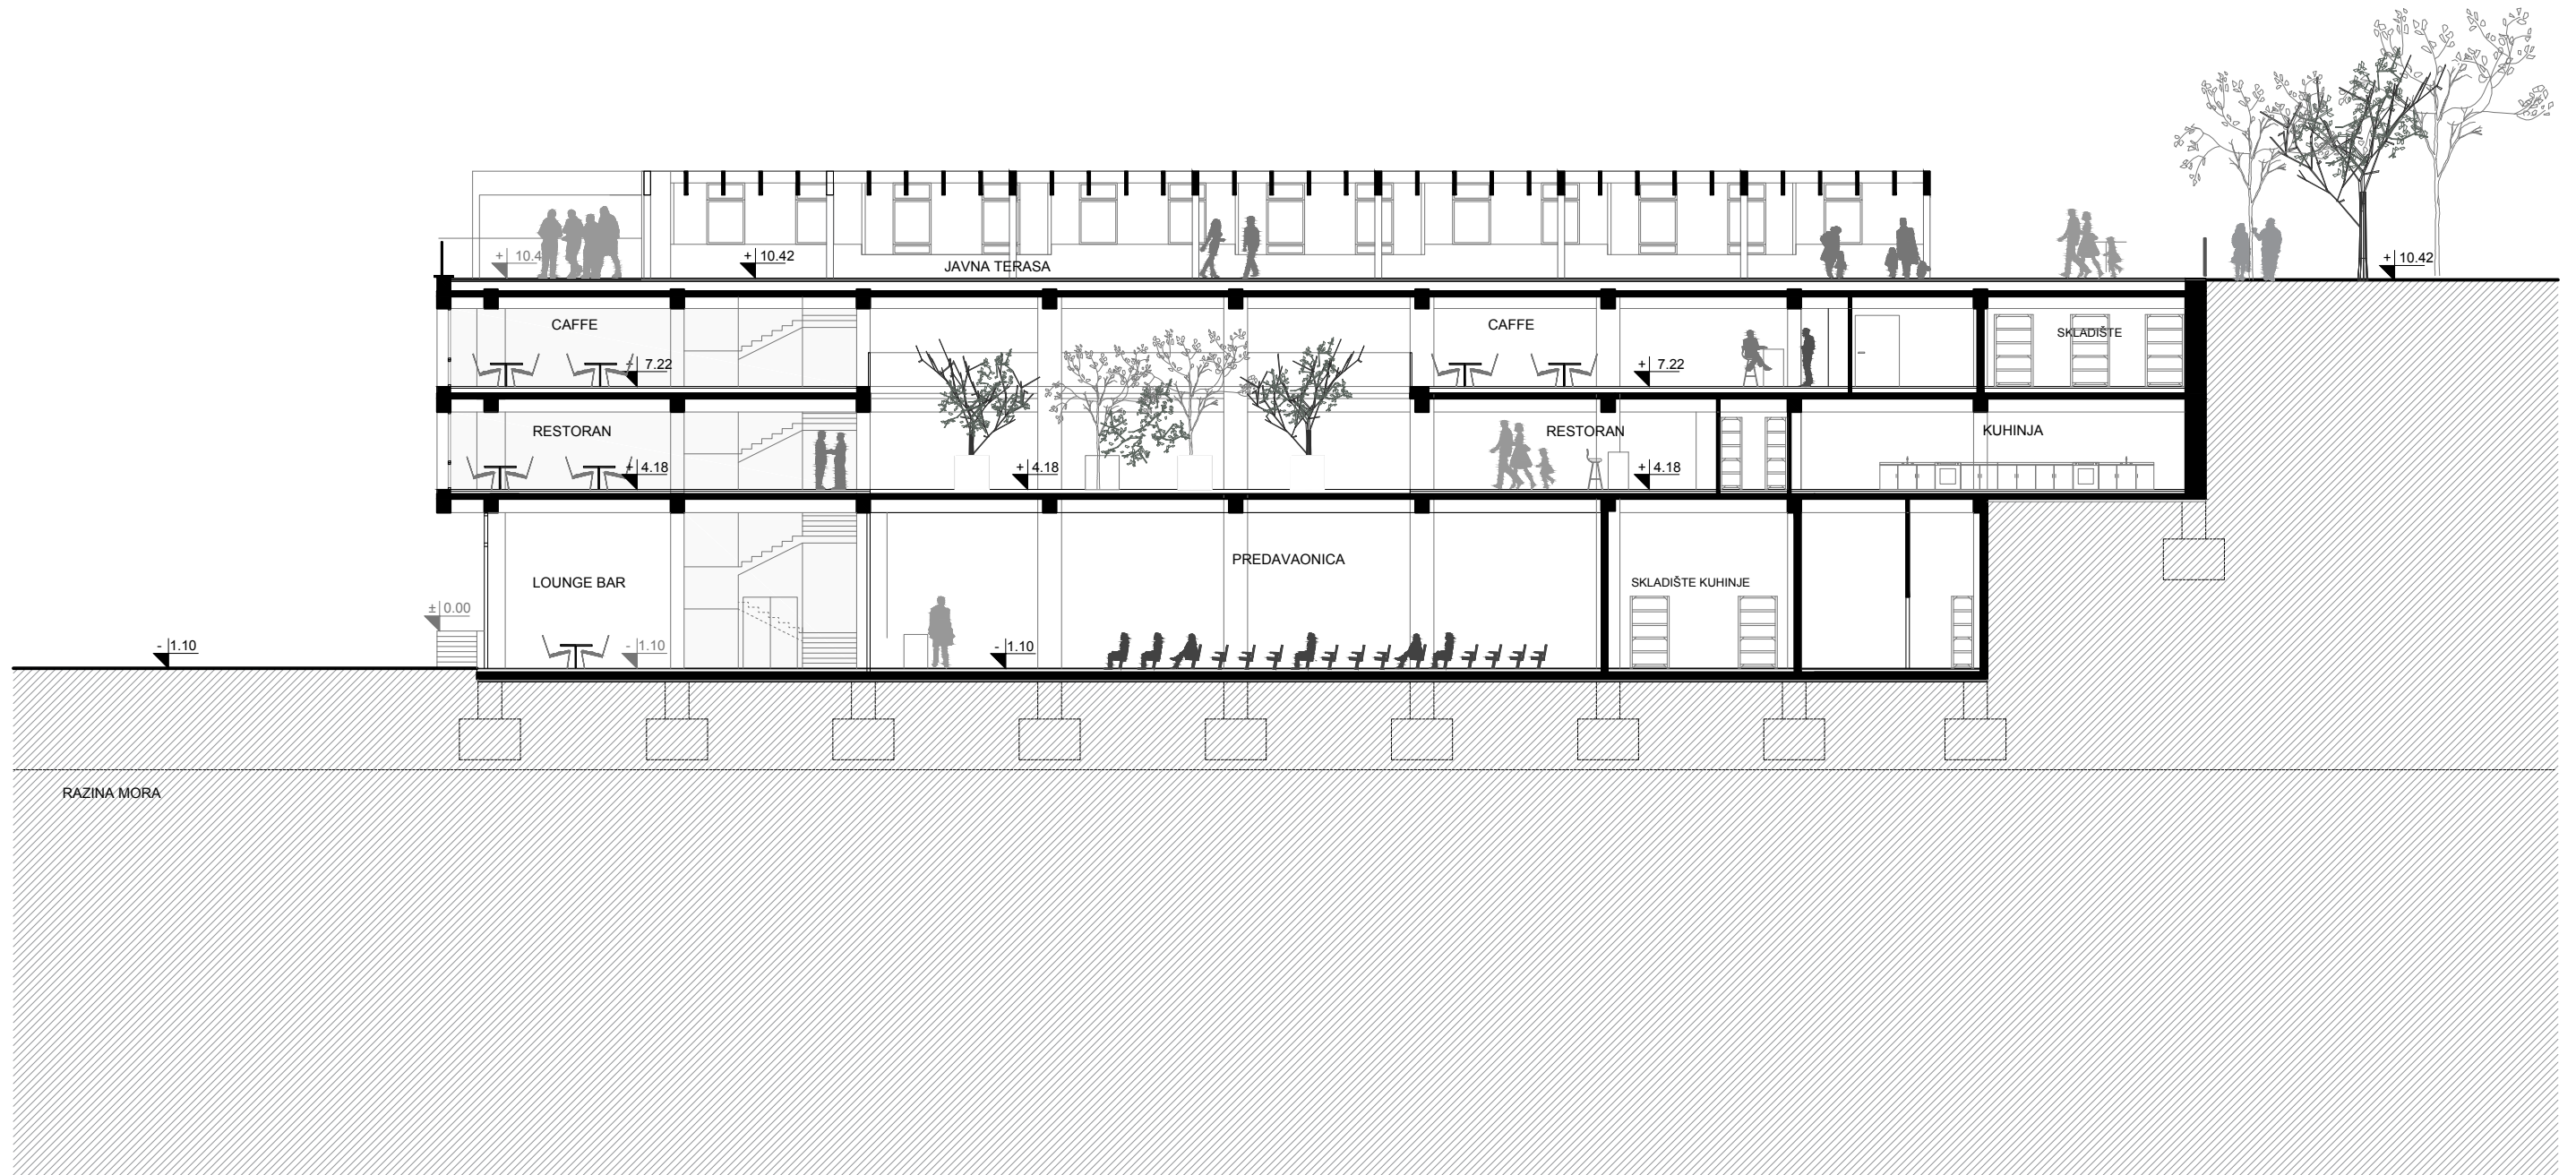 + 10.4
+ 10.42
JAVNA TERASA
+ 10.42
CAFFE
CAFFE
SKLADIŠTE
+ 7.22
+ 7.22
RESTORAN
RESTORAN
KUHINJA
+ 4.18
+ 4.18
+ 4.18
PREDAVAONICA
LOUNGE BAR
SKLADIŠTE KUHINJE
± 0.00
- 1.10
- 1.10
- 1.10
RAZINA MORA